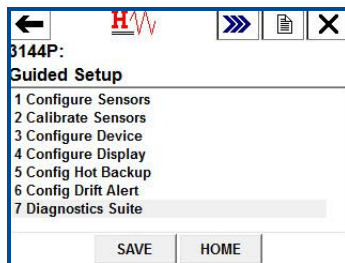 H
3144P:
Guided Setup
1 Configure Sensors
2 Calibrate Sensors
3 Configure Device
4 Configure Display
5 Config Hot Backup
6 Config Drift Alert
7 Diagnostics Suite
SAVE HOME